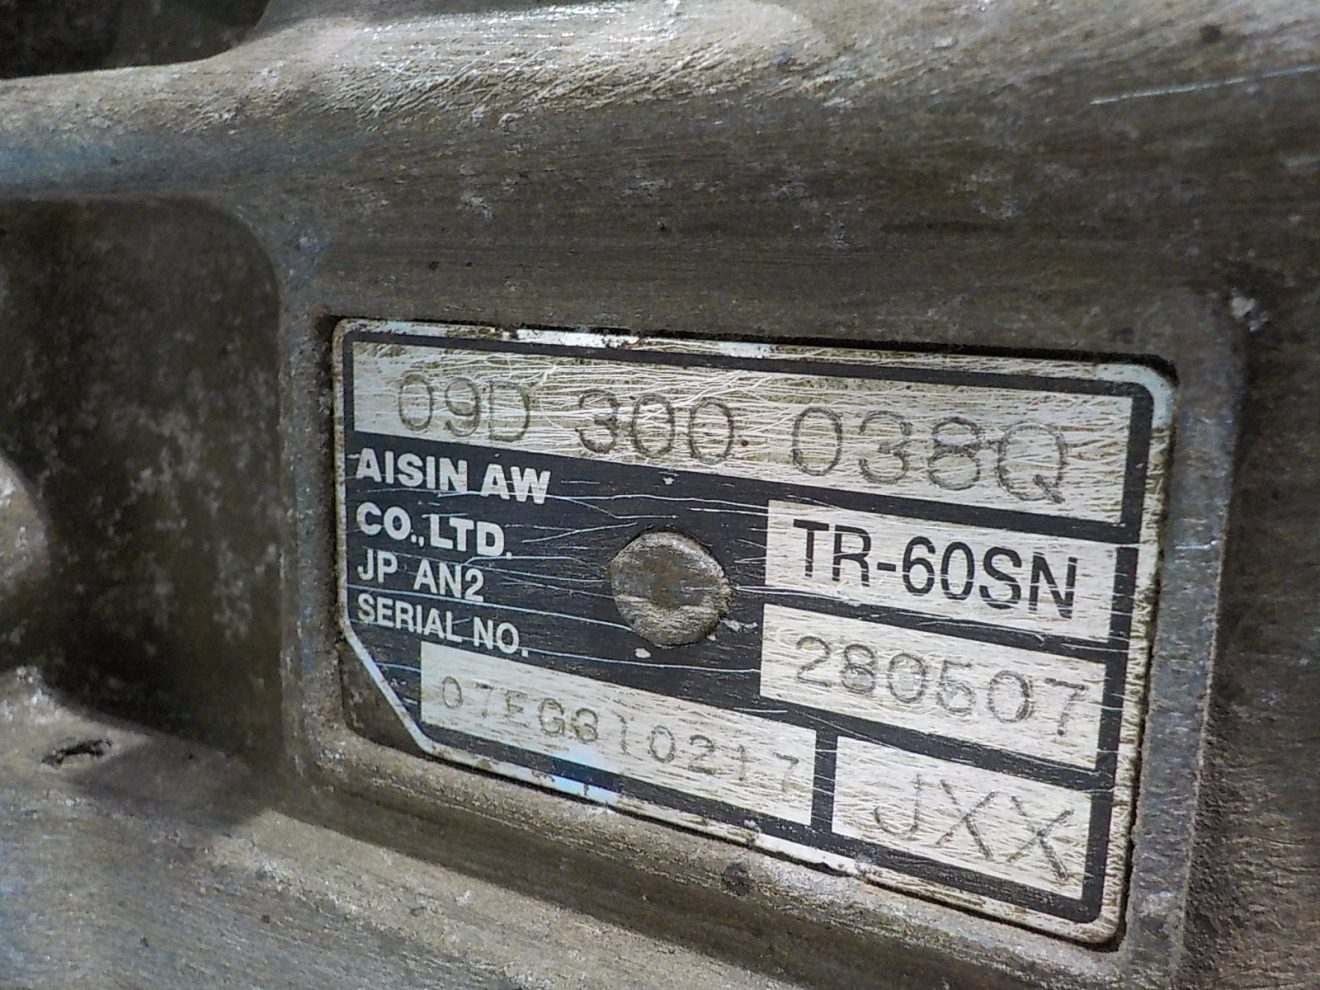 09D 300 038Q
AISIN AW
CO.,LTD.
JP AN2
SERIAL NO.
TR-60SN
280507
07EG310217
JXX